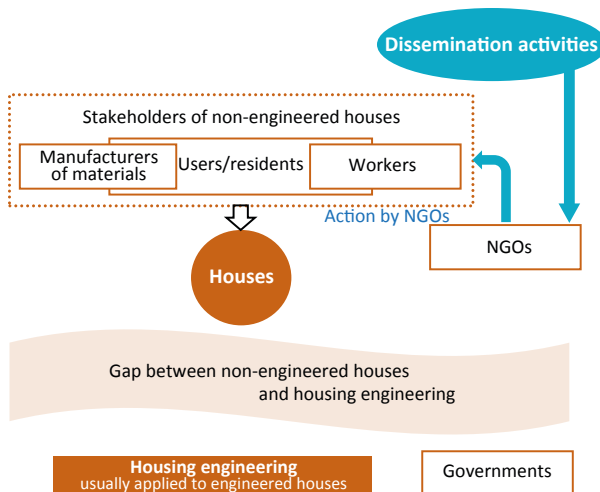 Dissemination activities
Stakeholders of non-engineered houses
Manufacturers
of materials
Users/residents
Workers
Action by NGOs
NGOs
Houses
Gap between non-engineered houses
and housing engineering
Housing engineering
usually applied to engineered houses
Governments